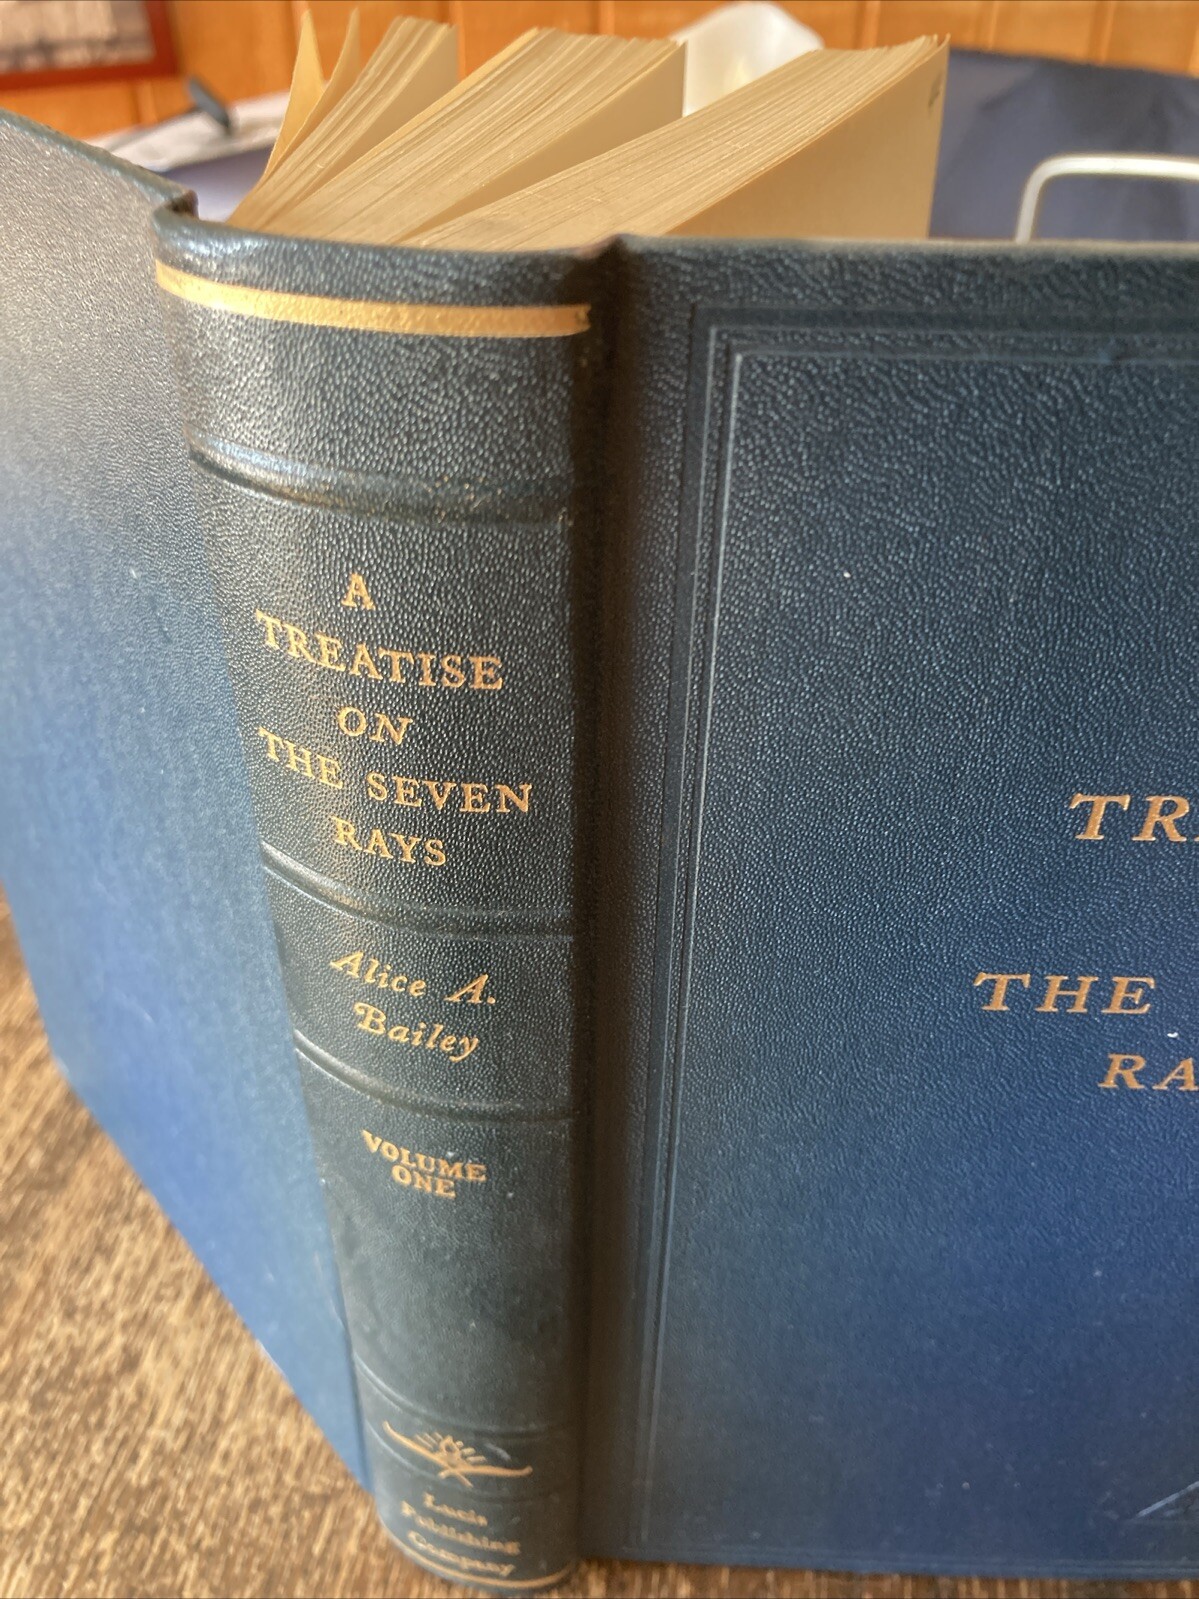 A
TREATISE
ON
THE SEVEN
RAYS
Alice A.
Bailey
VOLUME
ONE
Lucis
Publishing
Company
TR
THE
RA